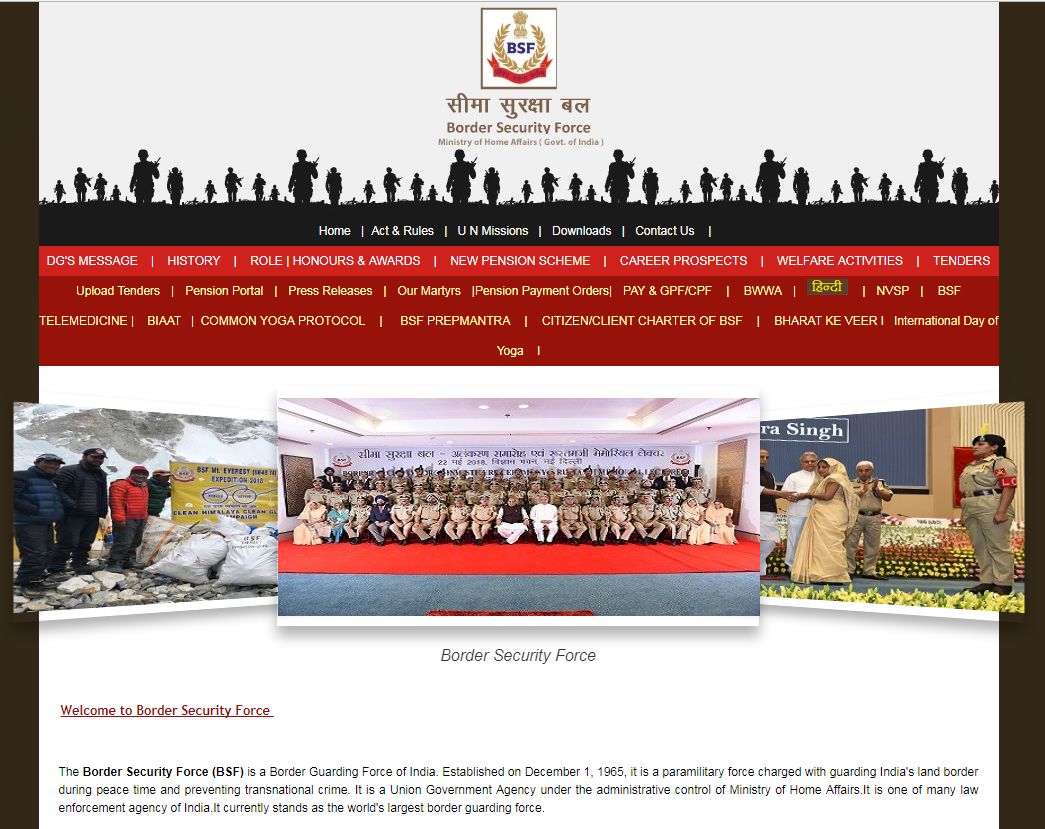 BSF
सीमा सुरक्षा बल
Border Security Force
Ministry of Home Affairs ( Govt. of India )
Home | Act & Rules | U N Missions | Downloads | Contact Us |
DG'S MESSAGE | HISTORY | ROLE | HONOURS & AWARDS | NEW PENSION SCHEME | CAREER PROSPECTS | WELFARE ACTIVITIES | TENDERS
Upload Tenders | Pension Portal | Press Releases | Our Martyrs |Pension Payment Orders| PAY & GPF/CPF | BWWA | हिन्दी | NVSP | BSF
TELEMEDICINE | BIAAT | COMMON YOGA PROTOCOL | BSF PREPMANTRA | CITIZEN/CLIENT CHARTER OF BSF | BHARAT KE VEER I International Day of
Yoga I
BSF Mt. EVEREST
EXPEDITION 2018
CLEAN HIMALAYA CLEAN
BSF
सीमा सुरक्षा बल - अलंकरण समारोह एवं रुस्तमजी मेमोरियल लेक्चर
22 मई 2018, विज्ञान भवन, नई दिल्ली
ra Singh
Border Security Force
Welcome to Border Security Force
The Border Security Force (BSF) is a Border Guarding Force of India. Established on December 1, 1965, it is a paramilitary force charged with guarding India's land border
during peace time and preventing transnational crime. It is a Union Government Agency under the administrative control of Ministry of Home Affairs.It is one of many law
enforcement agency of India.It currently stands as the world's largest border guarding force.